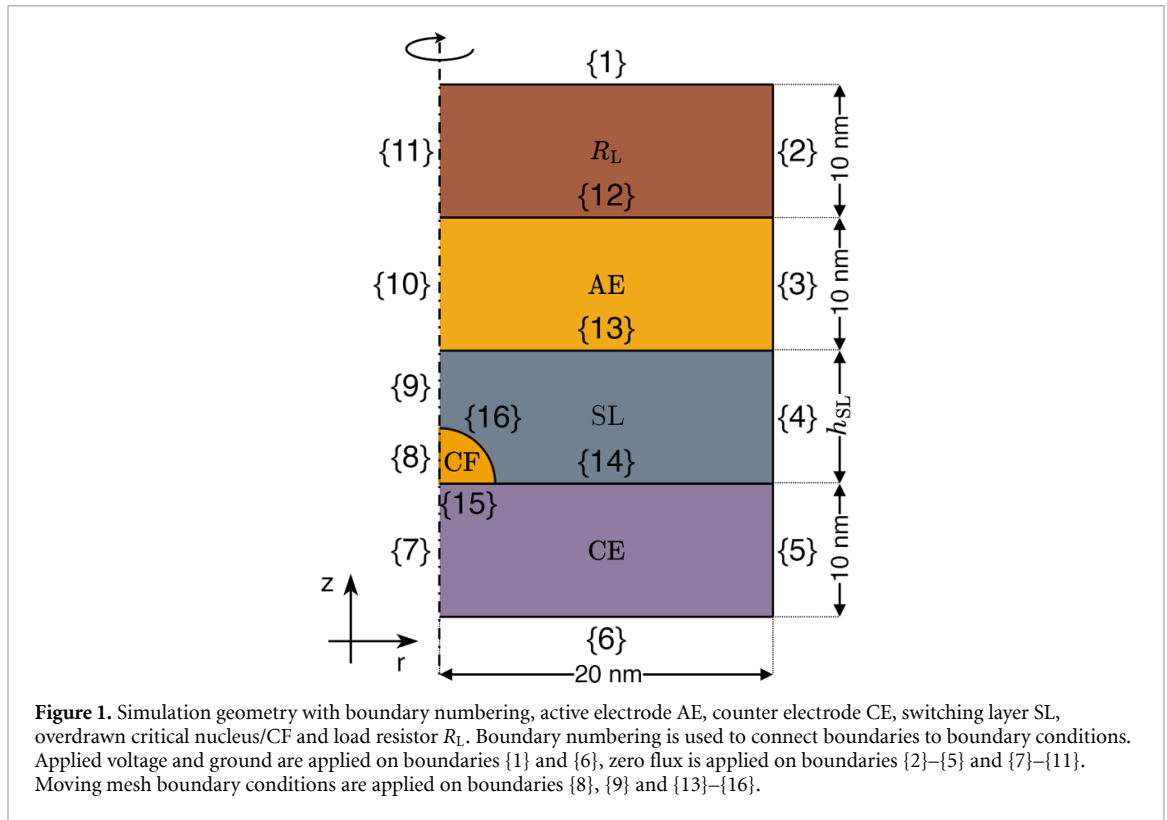 {1}
{11}
R_L
{2}
10 nm
{12}
{10}
AE
{3}
10 nm
{13}
{9}
{16}
SL
{4}
h_SL
{8}
CF
{14}
{15}
{7}
CE
{5}
10 nm
z
r
{6}
20 nm
Figure 1. Simulation geometry with boundary numbering, active electrode AE, counter electrode CE, switching layer SL,
overdrawn critical nucleus/CF and load resistor R_L. Boundary numbering is used to connect boundaries to boundary conditions.
Applied voltage and ground are applied on boundaries {1} and {6}, zero flux is applied on boundaries {2}–{5} and {7}–{11}.
Moving mesh boundary conditions are applied on boundaries {8}, {9} and {13}–{16}.